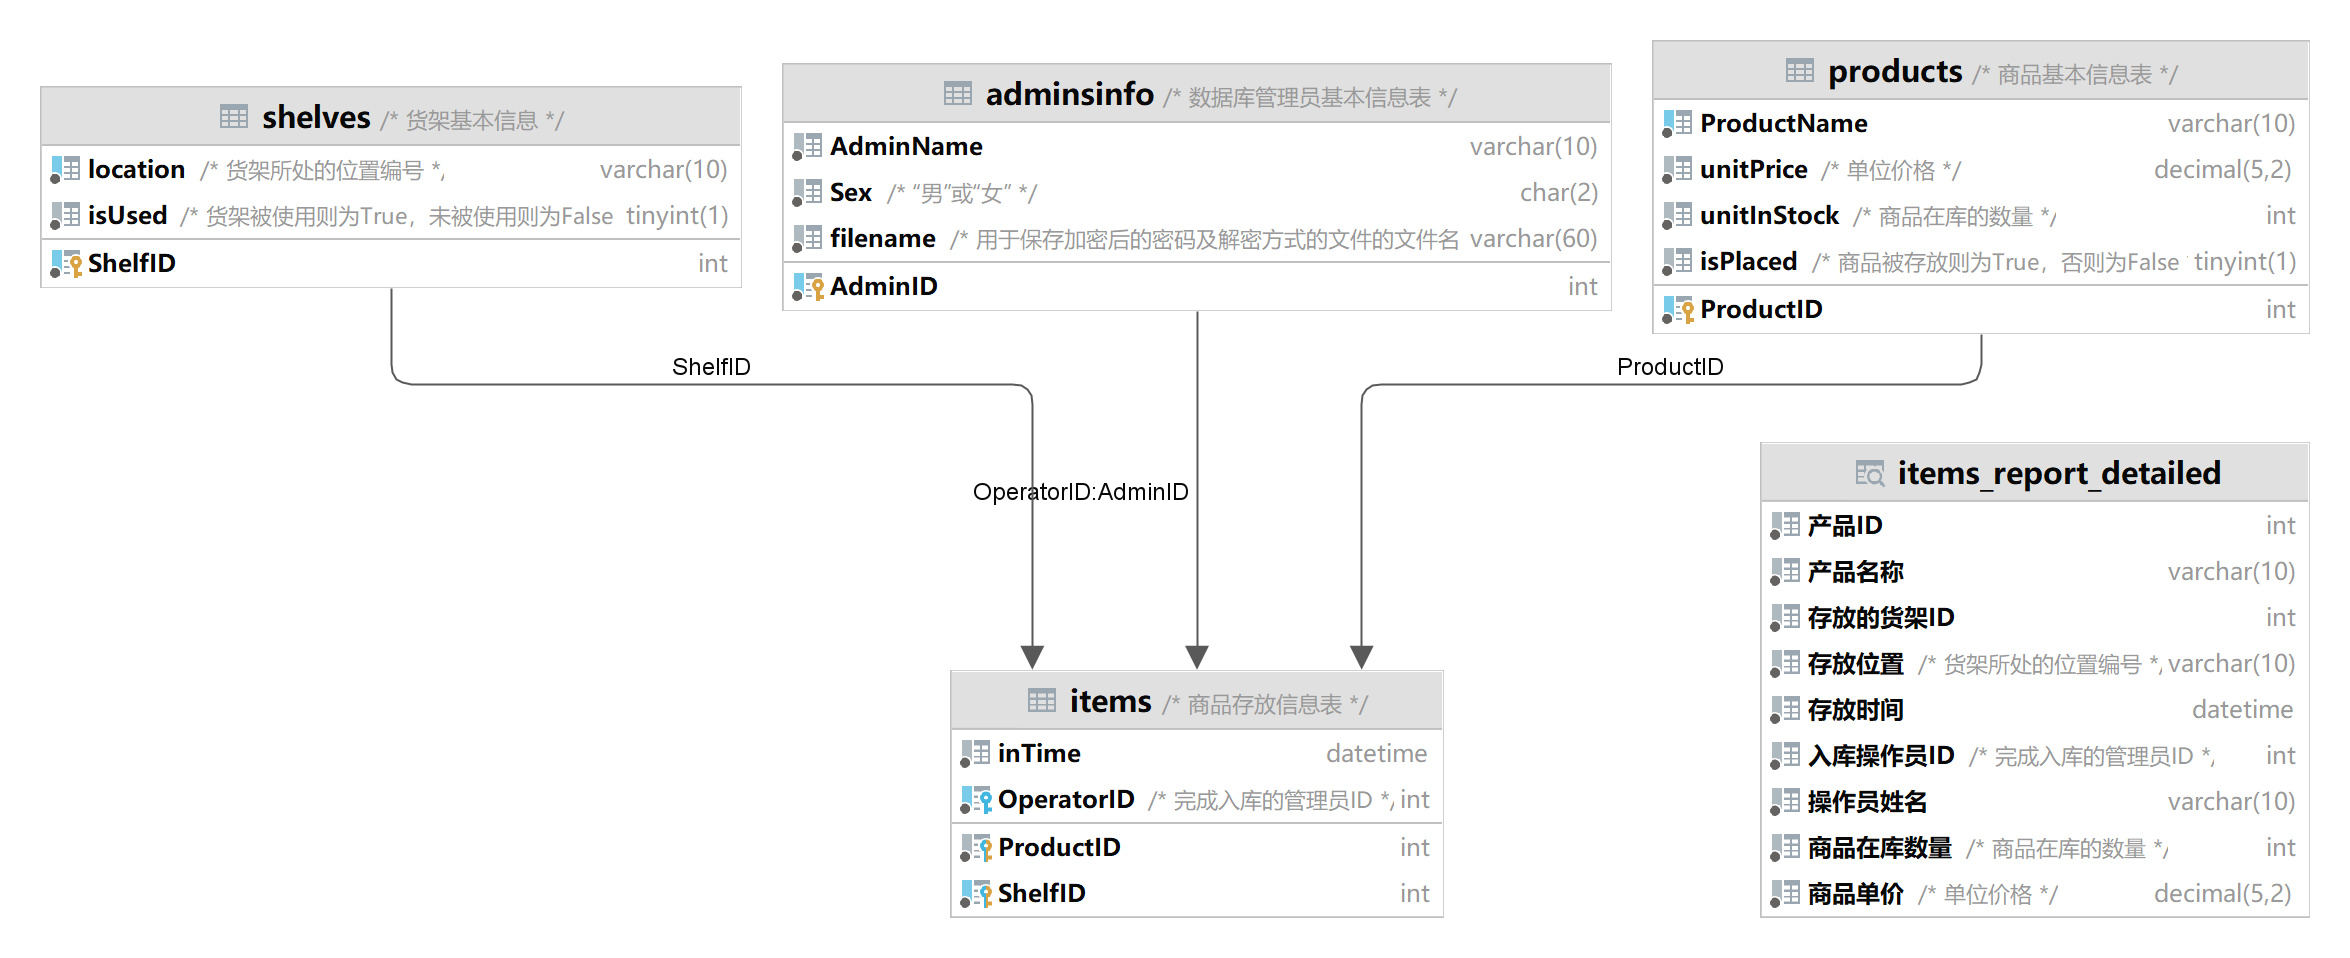 shelves /* 货架基本信息 */
location /* 货架所处的位置编号 */ varchar(10)
isUsed /* 货架被使用则为True，未被使用则为False tinyint(1)
ShelfID int
adminsinfo /* 数据库管理员基本信息表 */
AdminName varchar(10)
Sex /* “男”或“女” */ char(2)
filename /* 用于保存加密后的密码及解密方式的文件的文件名 varchar(60)
AdminID int
products /* 商品基本信息表 */
ProductName varchar(10)
unitPrice /* 单位价格 */ decimal(5,2)
unitInStock /* 商品在库的数量 */ int
isPlaced /* 商品被存放则为True，否则为False tinyint(1)
ProductID int
ShelfID
OperatorID:AdminID
ProductID
items /* 商品存放信息表 */
inTime datetime
OperatorID /* 完成入库的管理员ID */ int
ProductID int
ShelfID int
items_report_detailed
产品ID int
产品名称 varchar(10)
存放的货架ID int
存放位置 /* 货架所处的位置编号 */ varchar(10)
存放时间 datetime
入库操作员ID /* 完成入库的管理员ID */ int
操作员姓名 varchar(10)
商品在库数量 /* 商品在库的数量 */ int
商品单价 /* 单位价格 */ decimal(5,2)